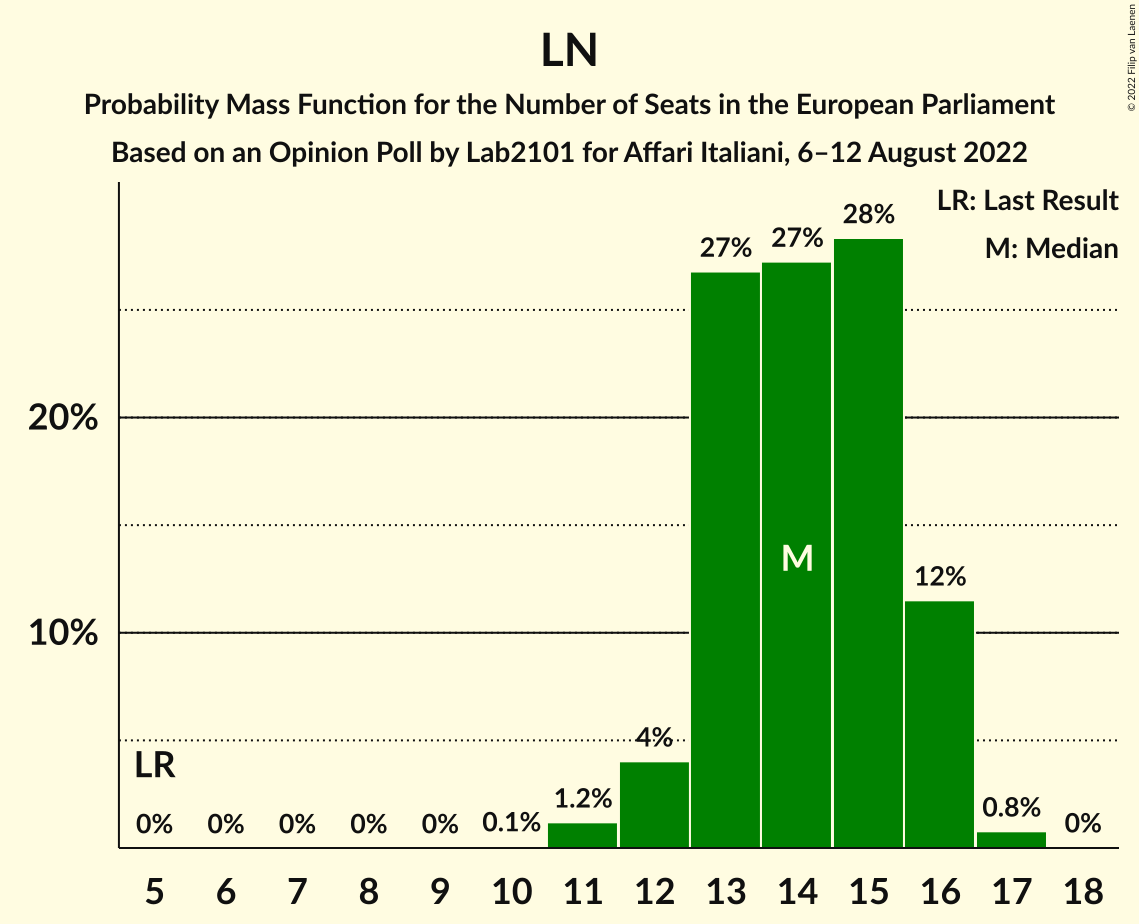 LN
Probability Mass Function for the Number of Seats in the European Parliament
Based on an Opinion Poll by Lab2101 for Affari Italiani, 6–12 August 2022
© 2022 Filip van Laenen
LR: Last Result
M: Median
20%
10%
LR
M
0%
0%
0%
0%
0%
0.1%
1.2%
4%
27%
27%
28%
12%
0.8%
0%
5 6 7 8 9 10 11 12 13 14 15 16 17 18